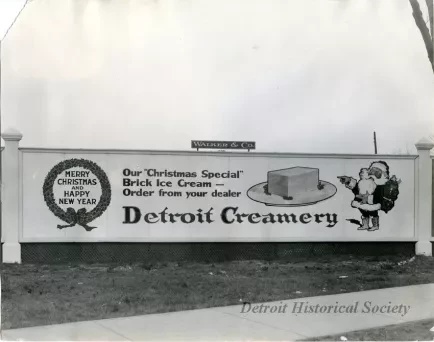 WALKER & CO.
MERRY
CHRISTMAS
AND
HAPPY
NEW YEAR
Our "Christmas Special"
Brick Ice Cream —
Order from your dealer
Detroit Creamery
Detroit Historical Society